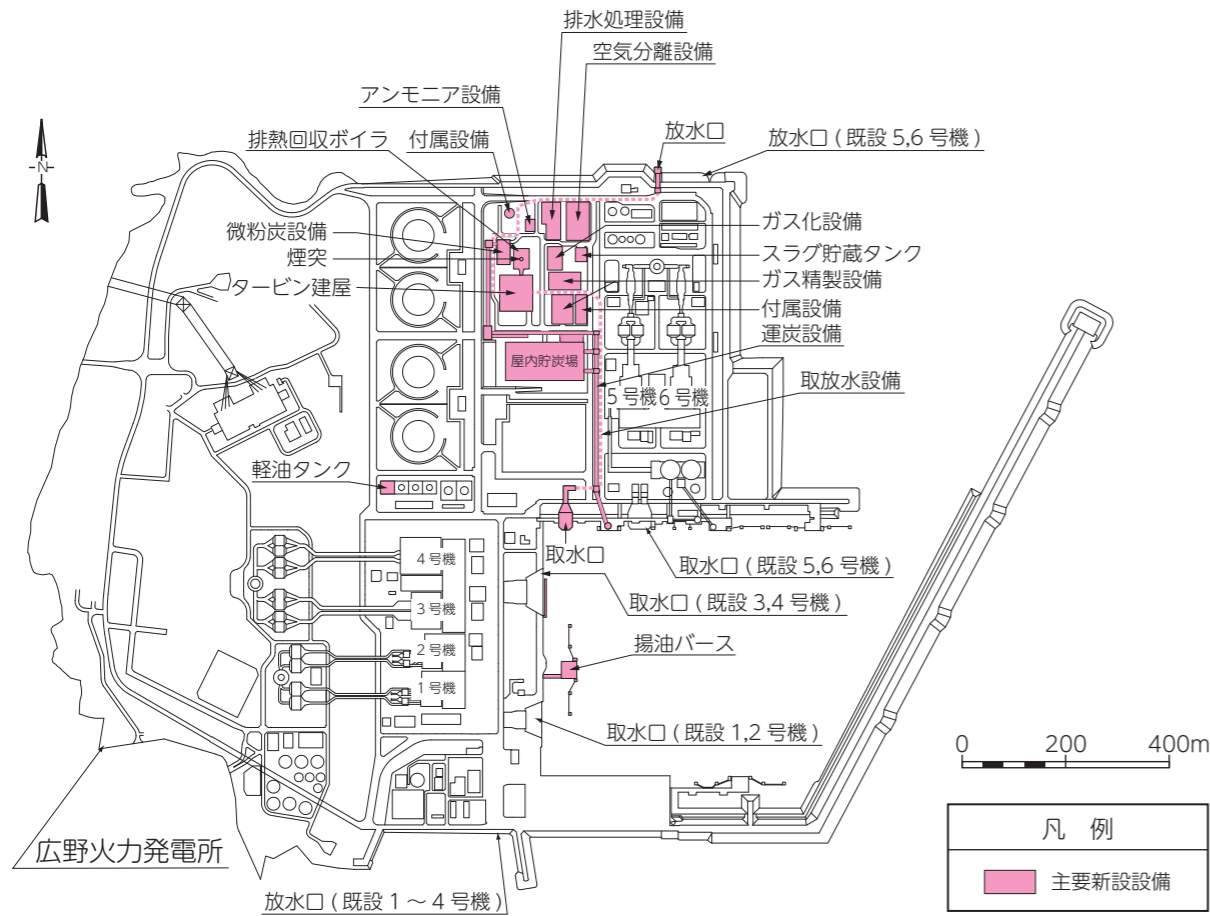 排水処理設備
空気分離設備
アンモニア設備
排熱回収ボイラ
付属設備
放水口
放水口 ( 既設 5,6 号機 )
N
微粉炭設備
煙突
タービン建屋
ガス化設備
スラグ貯蔵タンク
ガス精製設備
付属設備
運炭設備
取放水設備
屋内貯炭場
5 号機
6 号機
軽油タンク
取水口
取水口 ( 既設 5,6 号機 )
取水口 ( 既設 3,4 号機 )
4 号機
3 号機
2 号機
1 号機
揚油バース
取水口 ( 既設 1,2 号機 )
0 200 400m
広野火力発電所
放水口 ( 既設 1 ～ 4 号機 )
凡 例
主要新設設備